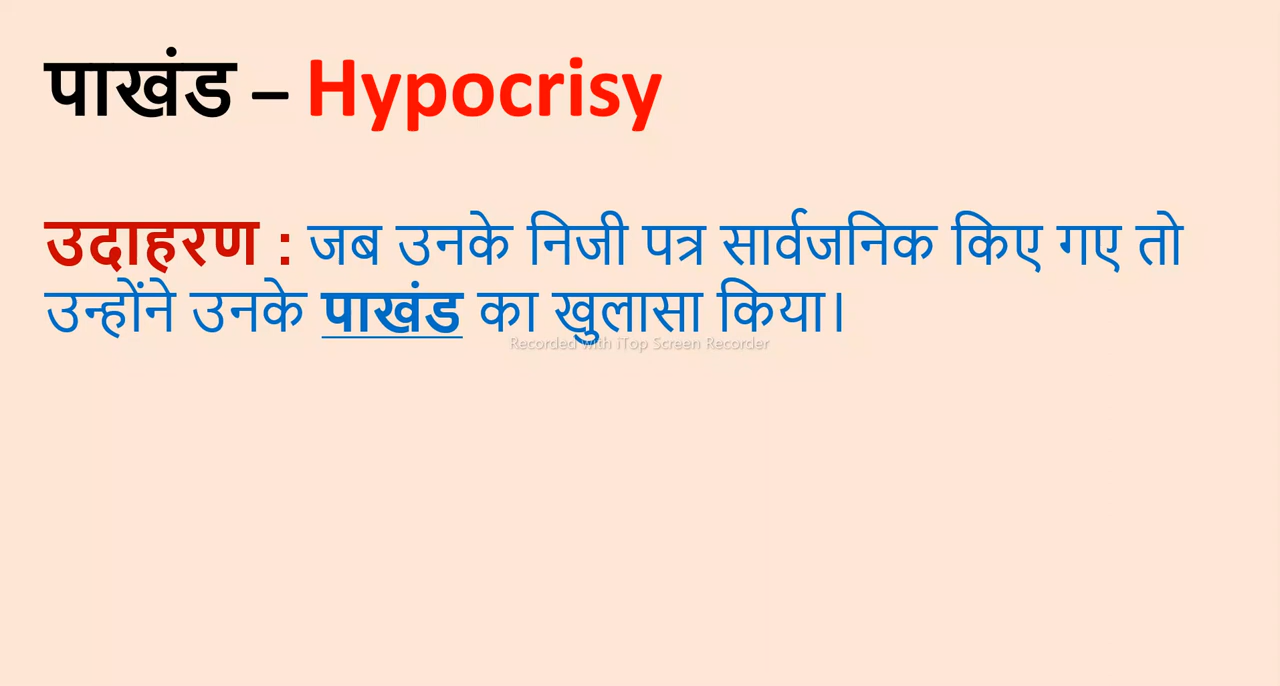 पाखंड – Hypocrisy
उदाहरण : जब उनके निजी पत्र सार्वजनिक किए गए तो
उन्होंने उनके पाखंड का खुलासा किया।
Recorded with iTop Screen Recorder